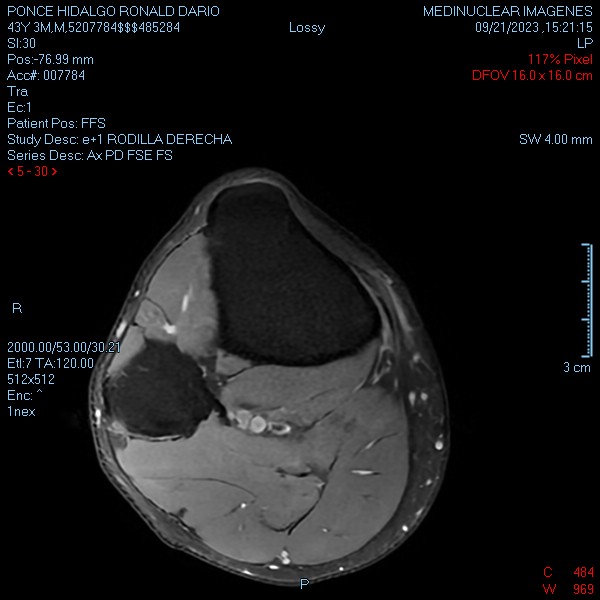 PONCE HIDALGO RONALD DARIO
43Y 3M,M,5207784$$$485284
SI:30
Pos:-76.99 mm
Acc#: 007784
Tra
Ec:1
Patient Pos: FFS
Study Desc: e+1 RODILLA DERECHA
Series Desc: Ax PD FSE FS
< 5 - 30 >
Lossy
MEDINUCLEAR IMAGENES
09/21/2023 ,15:21:15
LP
117% Pixel
DFOV 16.0 x 16.0 cm
SW 4.00 mm
R
2000.00/53.00/30.21
Etl:7 TA:120.00
512x512
Enc: ^
1nex
3 cm
P
C 484
W 969